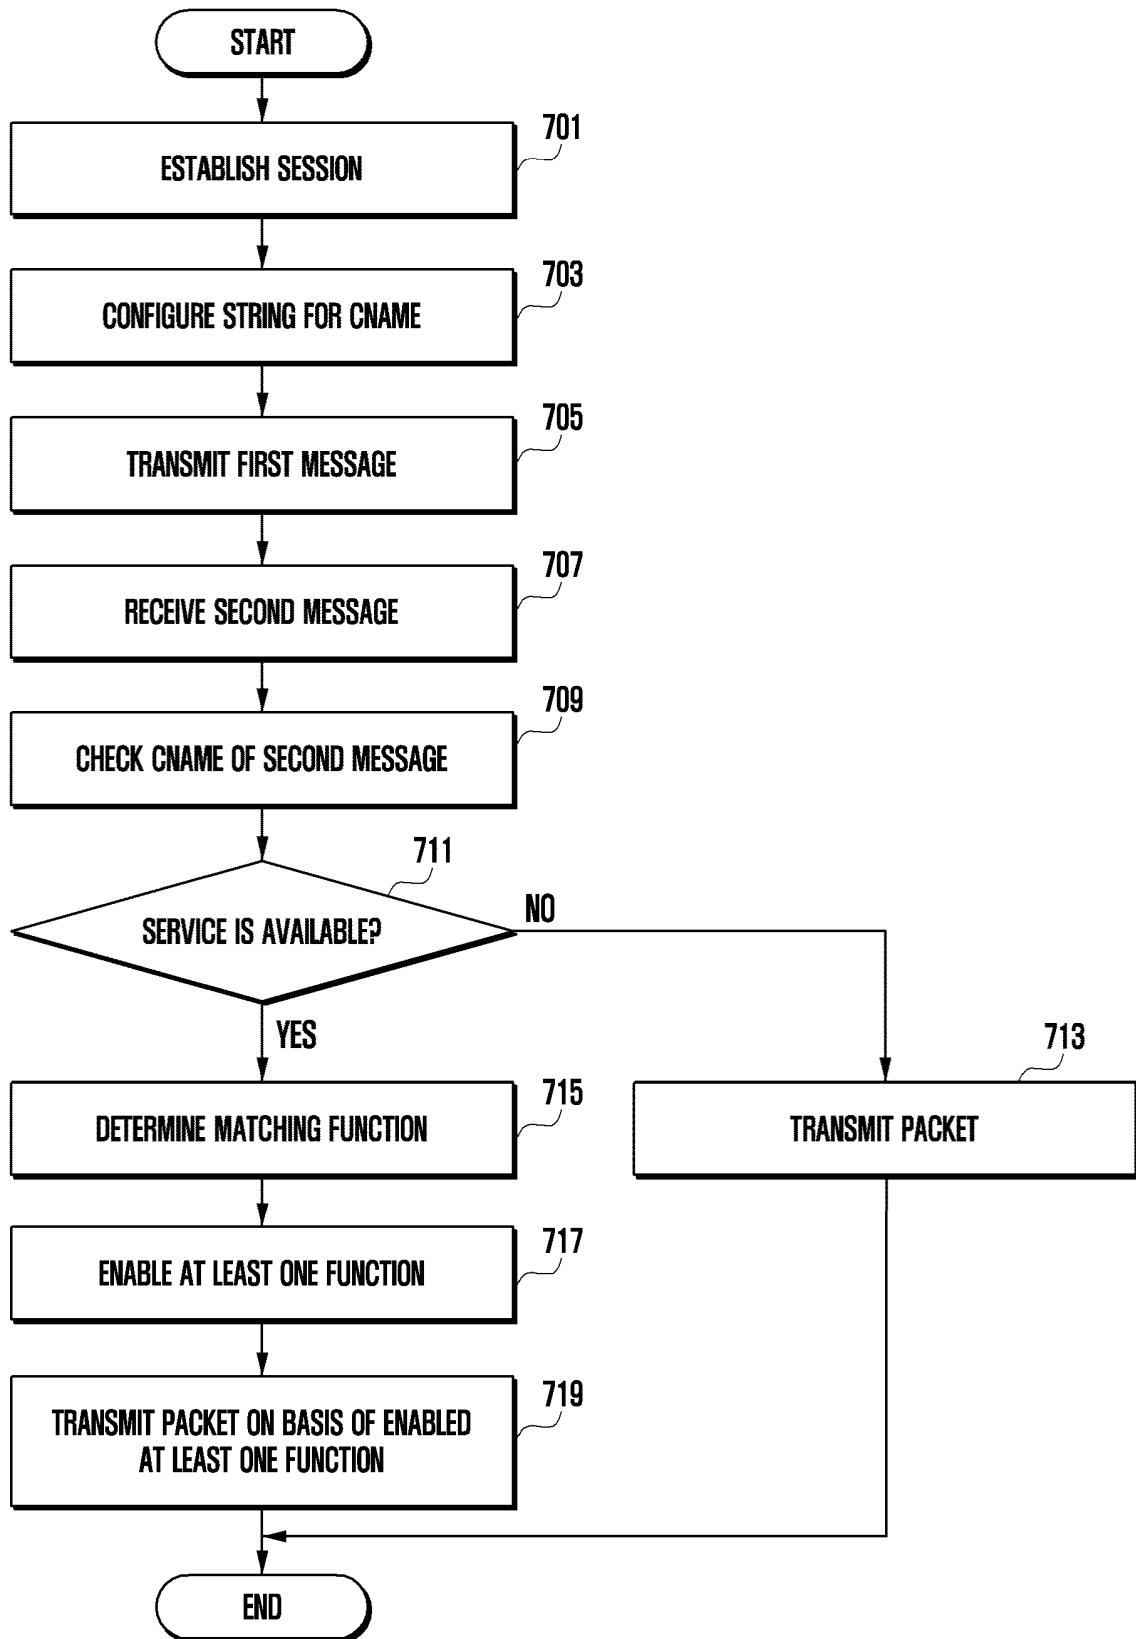 START
701
ESTABLISH SESSION
703
CONFIGURE STRING FOR CNAME
705
TRANSMIT FIRST MESSAGE
707
RECEIVE SECOND MESSAGE
709
CHECK CNAME OF SECOND MESSAGE
711
SERVICE IS AVAILABLE?
NO
YES
713
TRANSMIT PACKET
715
DETERMINE MATCHING FUNCTION
717
ENABLE AT LEAST ONE FUNCTION
719
TRANSMIT PACKET ON BASIS OF ENABLED
AT LEAST ONE FUNCTION
END